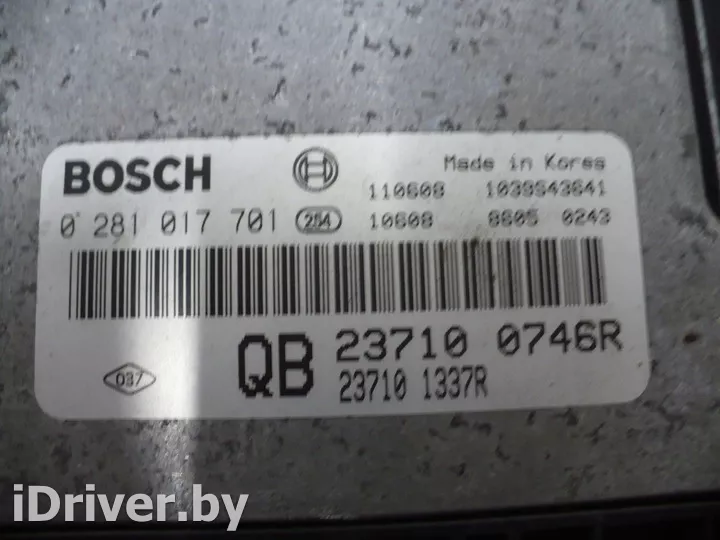 BOSCH
Made in Korea
110608 1039S43641
0 281 017 701 254 10608 8605 0243
037 QB 23710 0746R
23710 1337R
iDriver.by